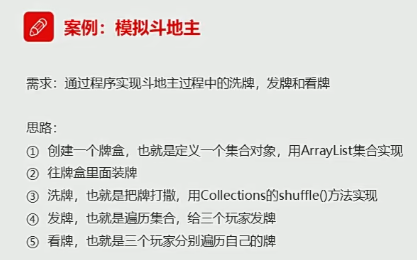 案例：模拟斗地主
需求：通过程序实现斗地主过程中的洗牌，发牌和看牌
思路：
① 创建一个牌盒，也就是定义一个集合对象，用ArrayList集合实现
② 往牌盒里面装牌
③ 洗牌，也就是把牌打撒，用Collections的shuffle()方法实现
④ 发牌，也就是遍历集合，给三个玩家发牌
⑤ 看牌，也就是三个玩家分别遍历自己的牌